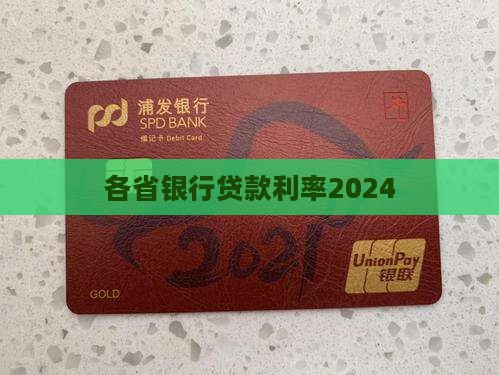 浦发银行
SPD BANK
借记卡 Debit Card
牛
各省银行贷款利率2024
2021
UnionPay
银联
GOLD